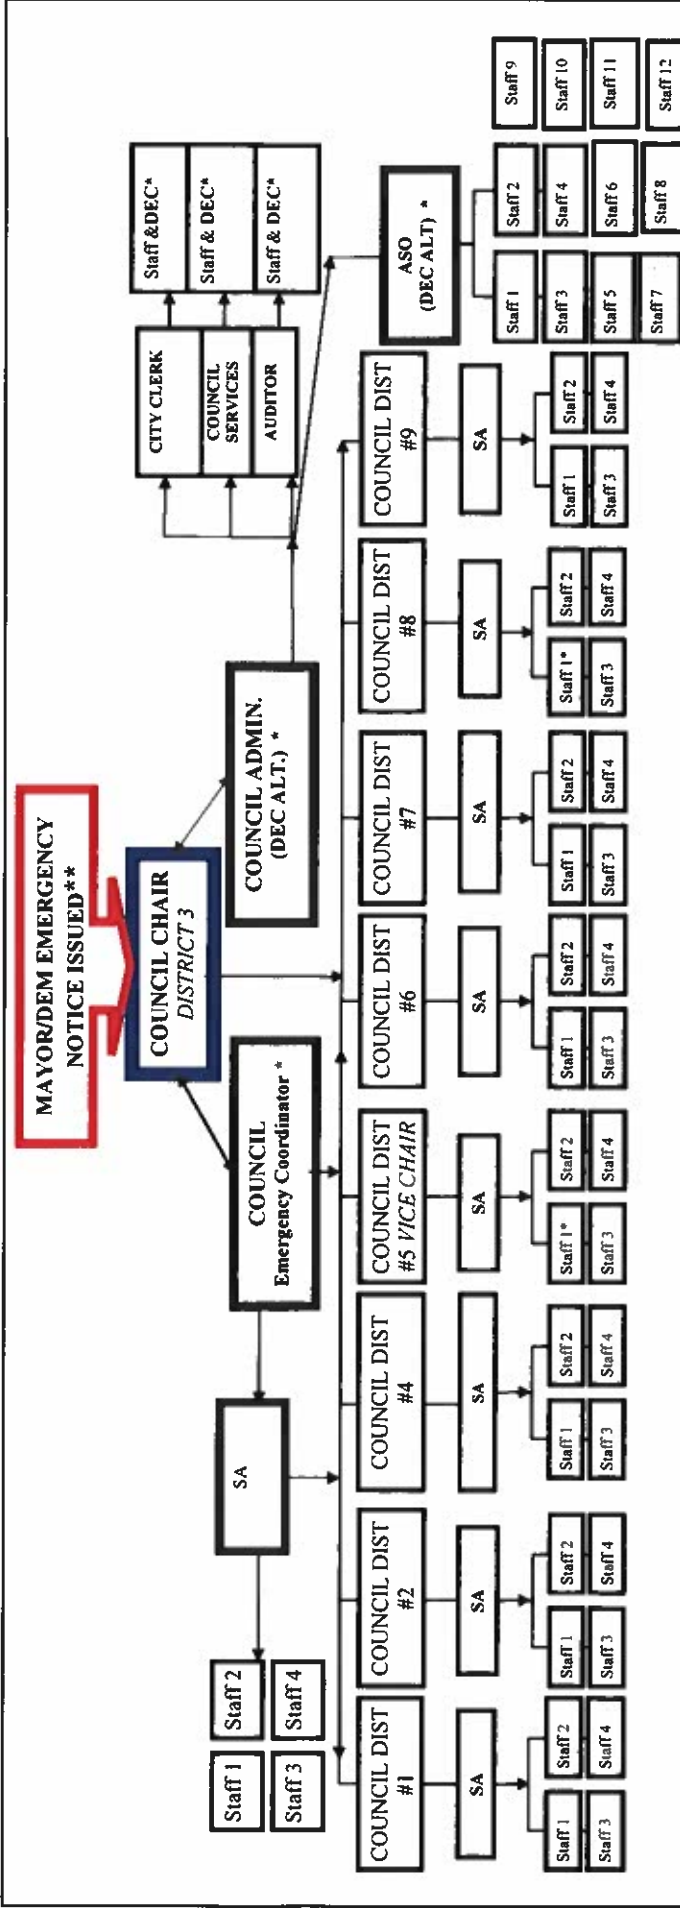 MAYOR/DEM EMERGENCY
NOTICE ISSUED**
COUNCIL CHAIR
DISTRICT 3
CITY CLERK
Staff &DEC*
COUNCIL
SERVICES
Staff & DEC*
AUDITOR
Staff & DEC*
Staff 1
Staff 2
Staff 3
Staff 4
SA
COUNCIL
Emergency Coordinator *
COUNCIL ADMIN.
(DEC ALT.) *
COUNCIL DIST
#1
COUNCIL DIST
#2
COUNCIL DIST
#4
COUNCIL DIST
#5 VICE CHAIR
COUNCIL DIST
#6
COUNCIL DIST
#7
COUNCIL DIST
#8
COUNCIL DIST
#9
ASO
(DEC ALT) *
SA
SA
SA
SA
SA
SA
SA
SA
Staff 1
Staff 2
Staff 3
Staff 4
Staff 1
Staff 2
Staff 3
Staff 4
Staff 1
Staff 2
Staff 3
Staff 4
Staff 1*
Staff 2
Staff 3
Staff 4
Staff 1
Staff 2
Staff 3
Staff 4
Staff 1
Staff 2
Staff 3
Staff 4
Staff 1*
Staff 2
Staff 3
Staff 4
Staff 1
Staff 2
Staff 3
Staff 4
Staff 1
Staff 2
Staff 9
Staff 3
Staff 4
Staff 10
Staff 5
Staff 6
Staff 11
Staff 7
Staff 8
Staff 12